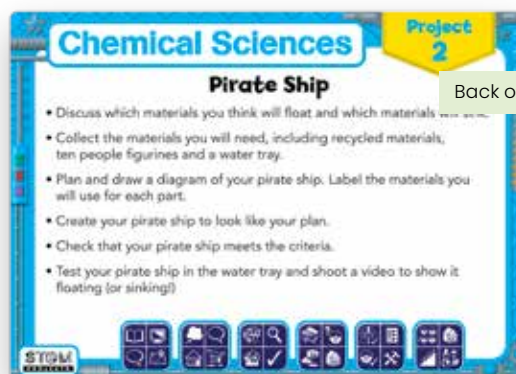 Chemical Sciences
Project
2
Pirate Ship
Back o
• Discuss which materials you think will float and which materials will sink.
• Collect the materials you will need, including recycled materials,
ten people figurines and a water tray.
• Plan and draw a diagram of your pirate ship. Label the materials you
will use for each part.
• Create your pirate ship to look like your plan.
• Check that your pirate ship meets the criteria.
• Test your pirate ship in the water tray and shoot a video to show it
floating (or sinking!)
STEM
PROJECTS